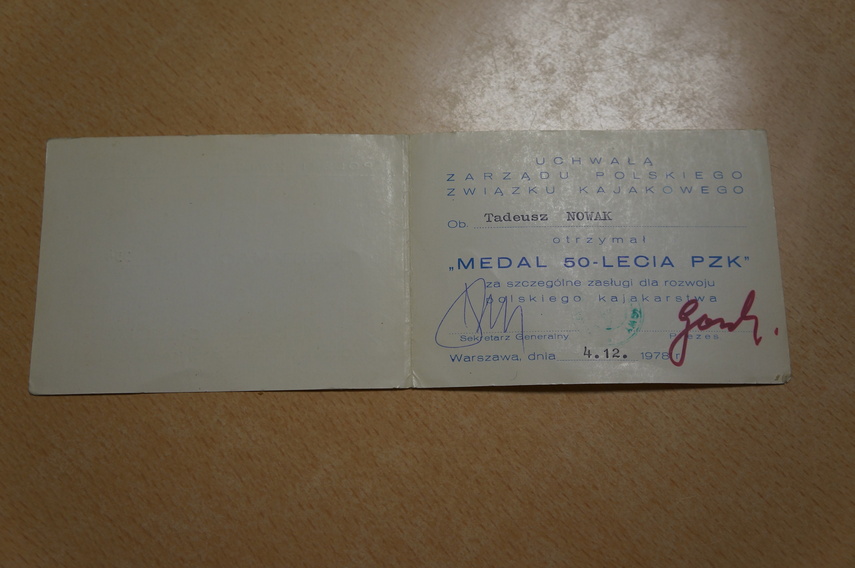 UCHWAŁĄ
ZARZĄDU POLSKIEGO
ZWIĄZKU KAJAKOWEGO
Ob. Tadeusz NOWAK
otrzymał
„MEDAL 50-LECIA PZK"
za szczególne zasługi dla rozwoju
polskiego kajakarstwa
Sekretarz Generalny Prezes
Warszawa, dnia 4.12. 1978 r.